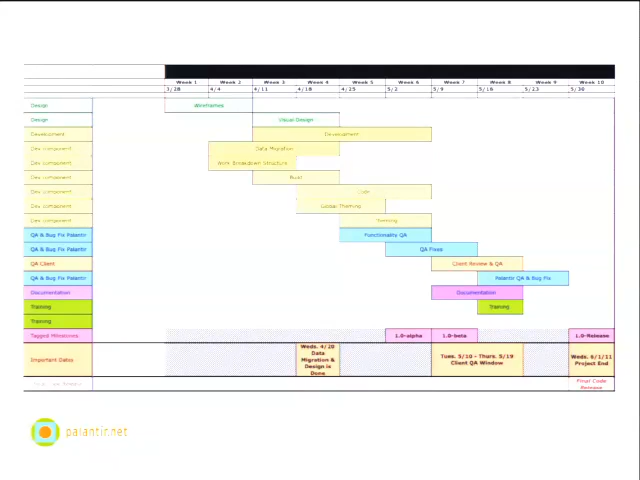 Week 1 Week 2 Week 3 Week 4 Week 5 Week 6 Week 7 Week 8 Week 9 Week 10
3/28 4/4 4/11 4/18 4/25 5/2 5/9 5/16 5/23 5/30
Design Wireframes
Design Visual Design
Development Development
Dev component Data Migration
Dev component Work Breakdown Structure
Dev component
Dev component Code
Dev component Global Theming
Dev component Theming
QA & Bug Fix Palantir Functionality QA
QA & Bug Fix Palantir QA Fixes
QA Client Client Review & QA
QA & Bug Fix Palantir Palantir QA & Bug Fix
Documentation Documentation
Training Training
Training
Tagged Milestones 1.0-alpha 1.0-beta 1.0-Release
Important Dates
Weds. 4/20
Data
Migration &
Design is
Done
Tues. 5/10 - Thurs. 5/19
Client QA Window
Weds. 6/1/11
Project End
Final Code
Release
palantir.net